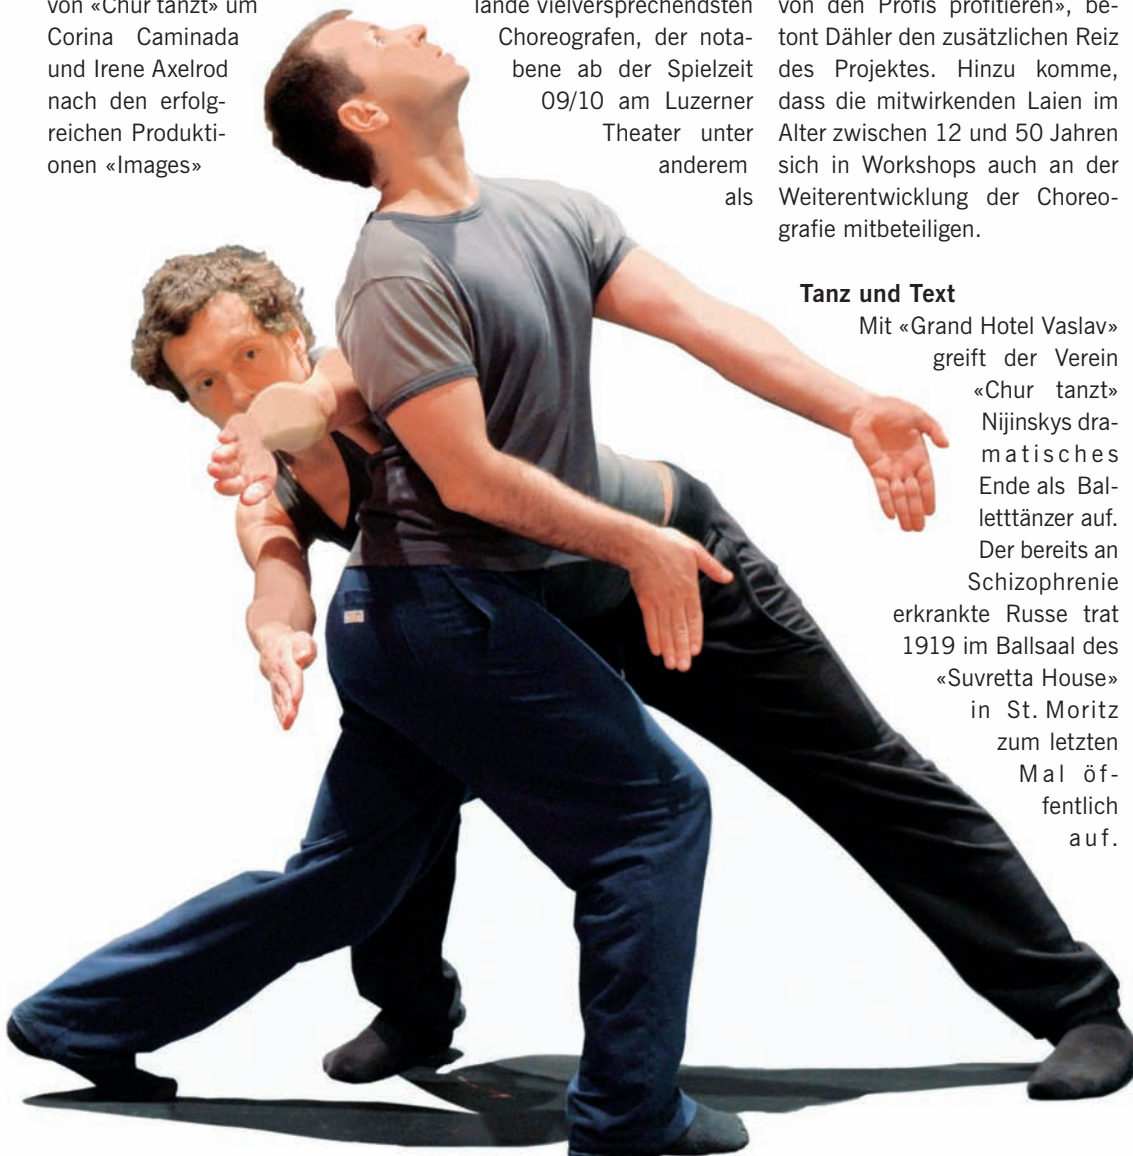 von «Chur tanzt» um
Corina Caminada
und Irene Axelrod
nach den erfolg-
reichen Produkti-
onen «Images»
lande vielversprechendsten
Choreografen, der nota-
bene ab der Spielzeit
09/10 am Luzerner
Theater unter
anderem
als
von den Profis profitieren», be-
tont Dähler den zusätzlichen Reiz
des Projektes. Hinzu komme,
dass die mitwirkenden Laien im
Alter zwischen 12 und 50 Jahren
sich in Workshops auch an der
Weiterentwicklung der Choreo-
grafie mitbeteiligen.
Tanz und Text
Mit «Grand Hotel Vaslav»
greift der Verein
«Chur tanzt»
Nijinskys dra-
matisches
Ende als Bal-
letttänzer auf.
Der bereits an
Schizophrenie
erkrankte Russe trat
1919 im Ballsaal des
«Suvretta House»
in St. Moritz
zum letzten
Mal öf-
fentlich
auf.